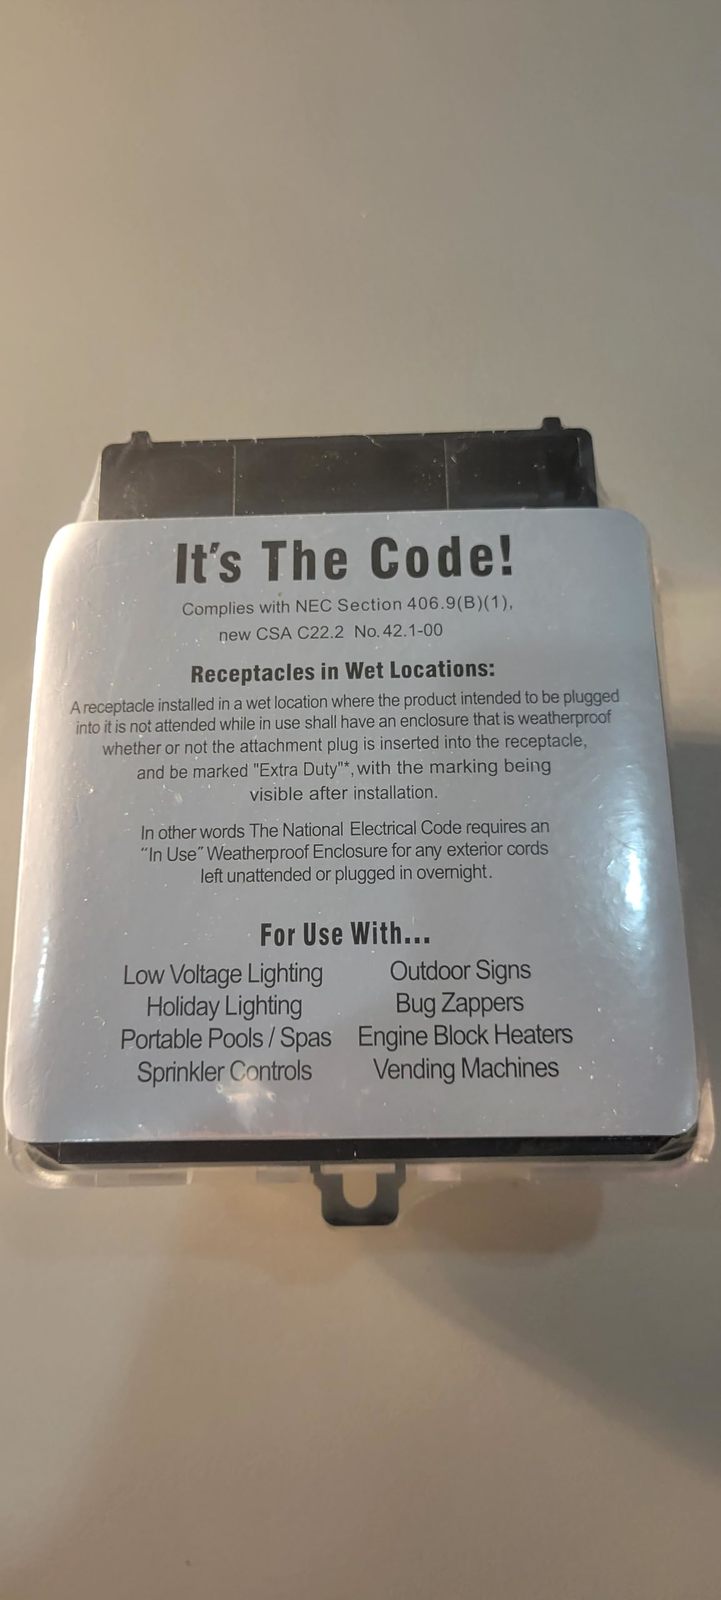 It's The Code!
Complies with NEC Section 406.9(B)(1),
new CSA C22.2 No. 42.1-00
Receptacles in Wet Locations:
A receptacle installed in a wet location where the product intended to be plugged
into it is not attended while in use shall have an enclosure that is weatherproof
whether or not the attachment plug is inserted into the receptacle,
and be marked "Extra Duty"*, with the marking being
visible after installation.
In other words The National Electrical Code requires an
“In Use” Weatherproof Enclosure for any exterior cords
left unattended or plugged in overnight.
For Use With...
Low Voltage Lighting Outdoor Signs
Holiday Lighting Bug Zappers
Portable Pools / Spas Engine Block Heaters
Sprinkler Controls Vending Machines